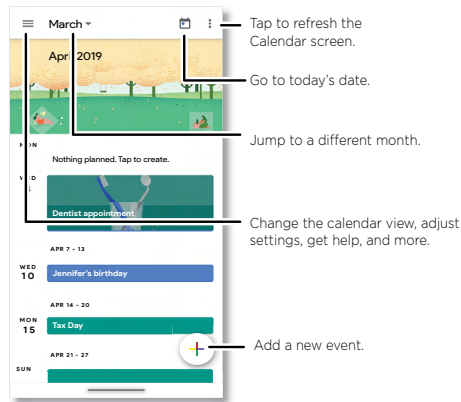 March
Tap to refresh the
Calendar screen.
April 2019
Go to today's date.
Jump to a different month.
Nothing planned. Tap to create.
WED
Dentist appointment
Change the calendar view, adjust
settings, get help, and more.
APR 7 - 13
WED
10
Jennifer's birthday
APR 14 - 20
MON
15
Tax Day
Add a new event.
APR 21 - 27
SUN